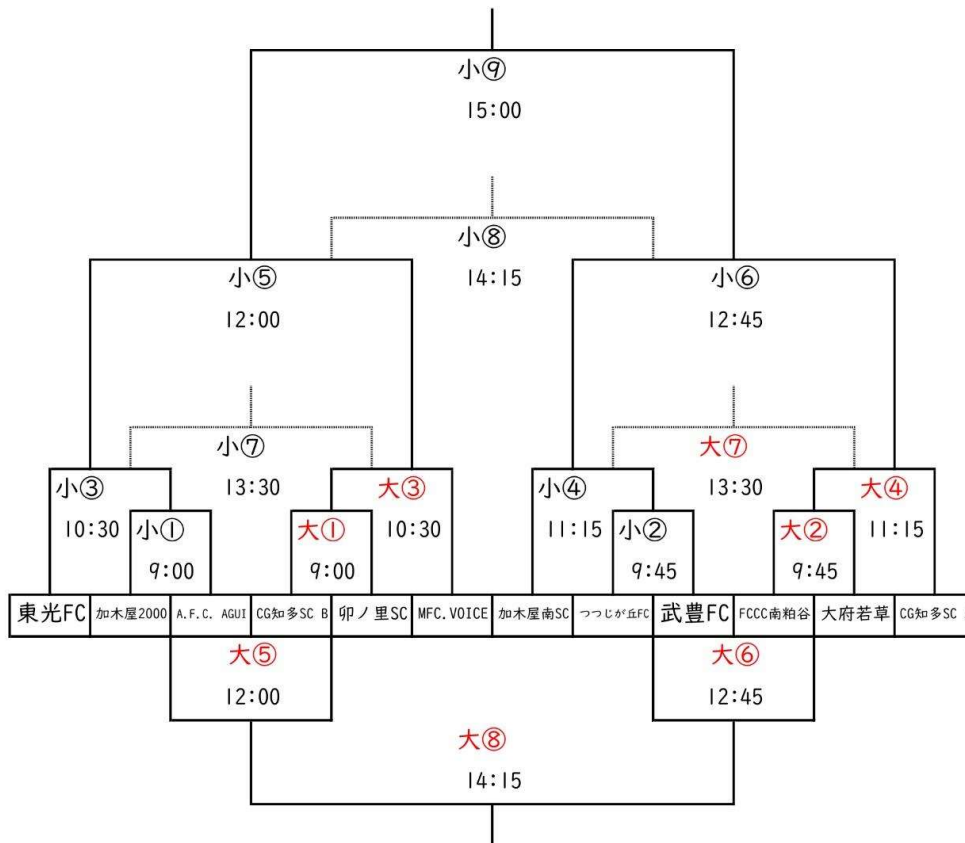 小⑨
15:00
小⑧
14:15
小⑤
12:00
小⑥
12:45
小⑦
13:30
大⑦
13:30
小③
10:30
大③
10:30
小④
11:15
大④
11:15
小①
9:00
大①
9:00
小②
9:45
大②
9:45
東光FC 加木屋2000 A.F.C. AGUI CG知多SC B 卯ノ里SC MFC.VOICE 加木屋南SC つつじが丘FC 武豊FC FCCC南粕谷 大府若草 CG知多SC
大⑤
12:00
大⑥
12:45
大⑧
14:15